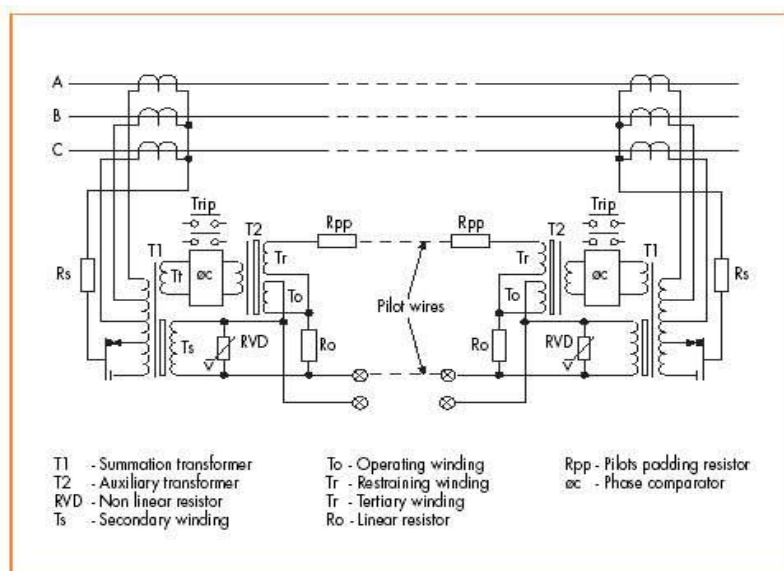 A
B
C
Trip
Trip
T1
T2
Rpp
Rpp
T2
T1
Rs
Tt
øc
Tr
To
Tr
To
øc
Rs
Pilot wires
Ts
RVD
Ro
Ro
RVD
T1 - Summation transformer
T2 - Auxiliary transformer
RVD - Non linear resistor
Ts - Secondary winding
To - Operating winding
Tr - Restraining winding
Tr - Tertiary winding
Ro - Linear resistor
Rpp - Pilots padding resistor
øc - Phase comparator